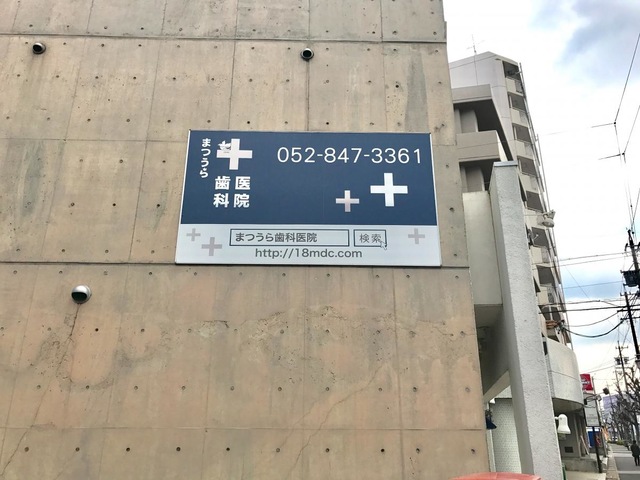 まつうら
歯科
医院
052-847-3361
まつうら歯科医院 検索
http://18mdc.com